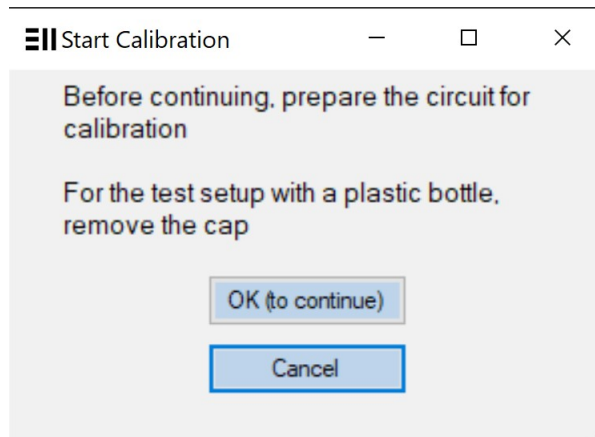 Start Calibration
Before continuing, prepare the circuit for
calibration
For the test setup with a plastic bottle,
remove the cap
OK (to continue)
Cancel